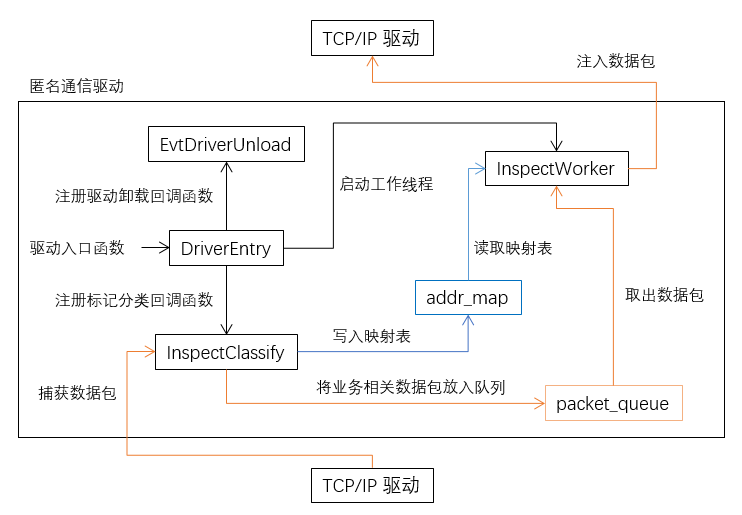 TCP/IP 驱动
注入数据包
匿名通信驱动
EvtDriverUnload
InspectWorker
启动工作线程
注册驱动卸载回调函数
驱动入口函数
DriverEntry
读取映射表
注册标记分类回调函数
addr_map
取出数据包
写入映射表
InspectClassify
将业务相关数据包放入队列
捕获数据包
packet_queue
TCP/IP 驱动